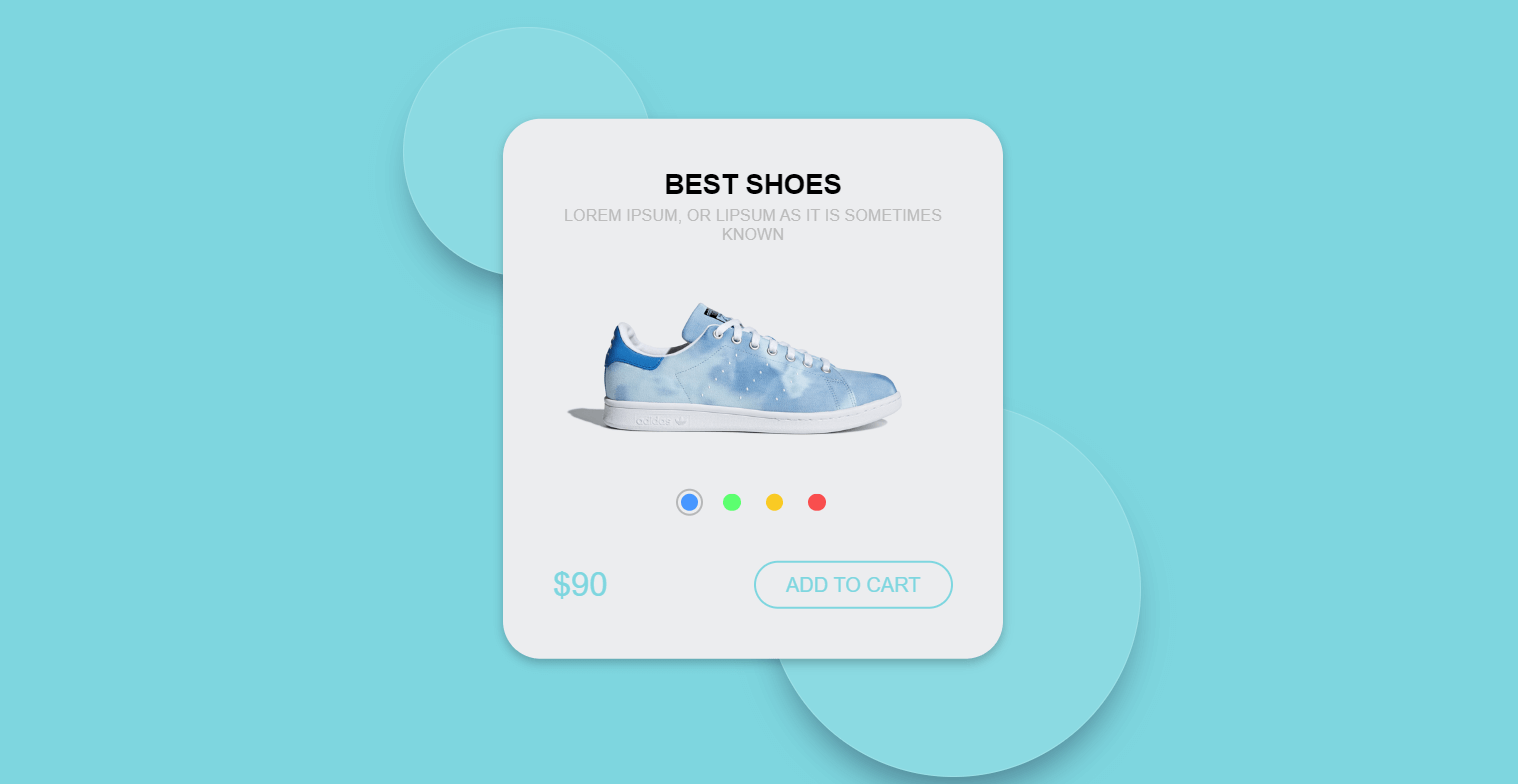 BEST SHOES
LOREM IPSUM, OR LIPSUM AS IT IS SOMETIMES
KNOWN
adidas
$90
ADD TO CART